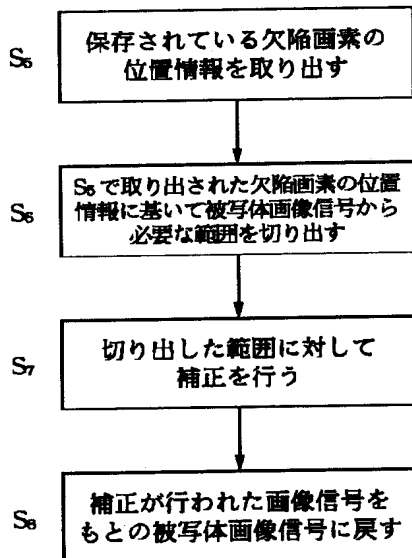 S5
保存されている欠陥画素の
位置情報を取り出す
S6
S5で取り出された欠陥画素の位置
情報に基いて被写体画像信号から
必要な範囲を切り出す
S7
切り出した範囲に対して
補正を行う
S8
補正が行われた画像信号を
もとの被写体画像信号に戻す